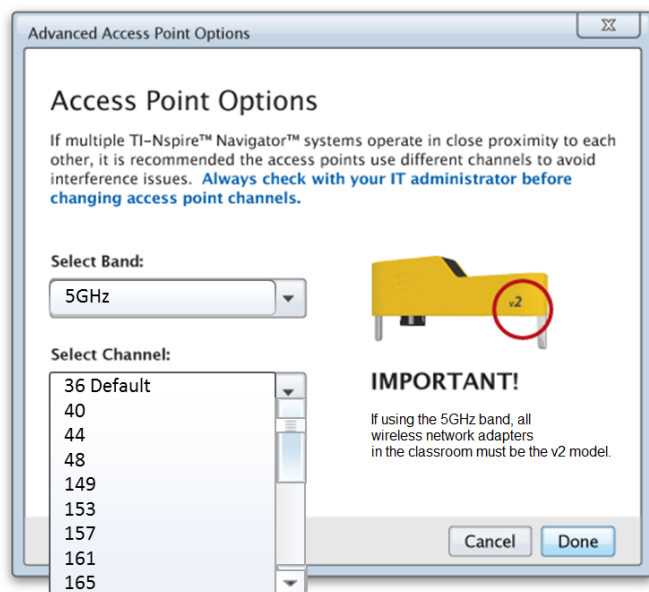 Advanced Access Point Options
Access Point Options
If multiple TI-Nspire™ Navigator™ systems operate in close proximity to each
other, it is recommended the access points use different channels to avoid
interference issues. Always check with your IT administrator before
changing access point channels.
Select Band:
5GHz
v2
Select Channel:
36 Default
40
44
48
149
153
157
161
165
IMPORTANT!
If using the 5GHz band, all
wireless network adapters
in the classroom must be the v2 model.
Cancel
Done